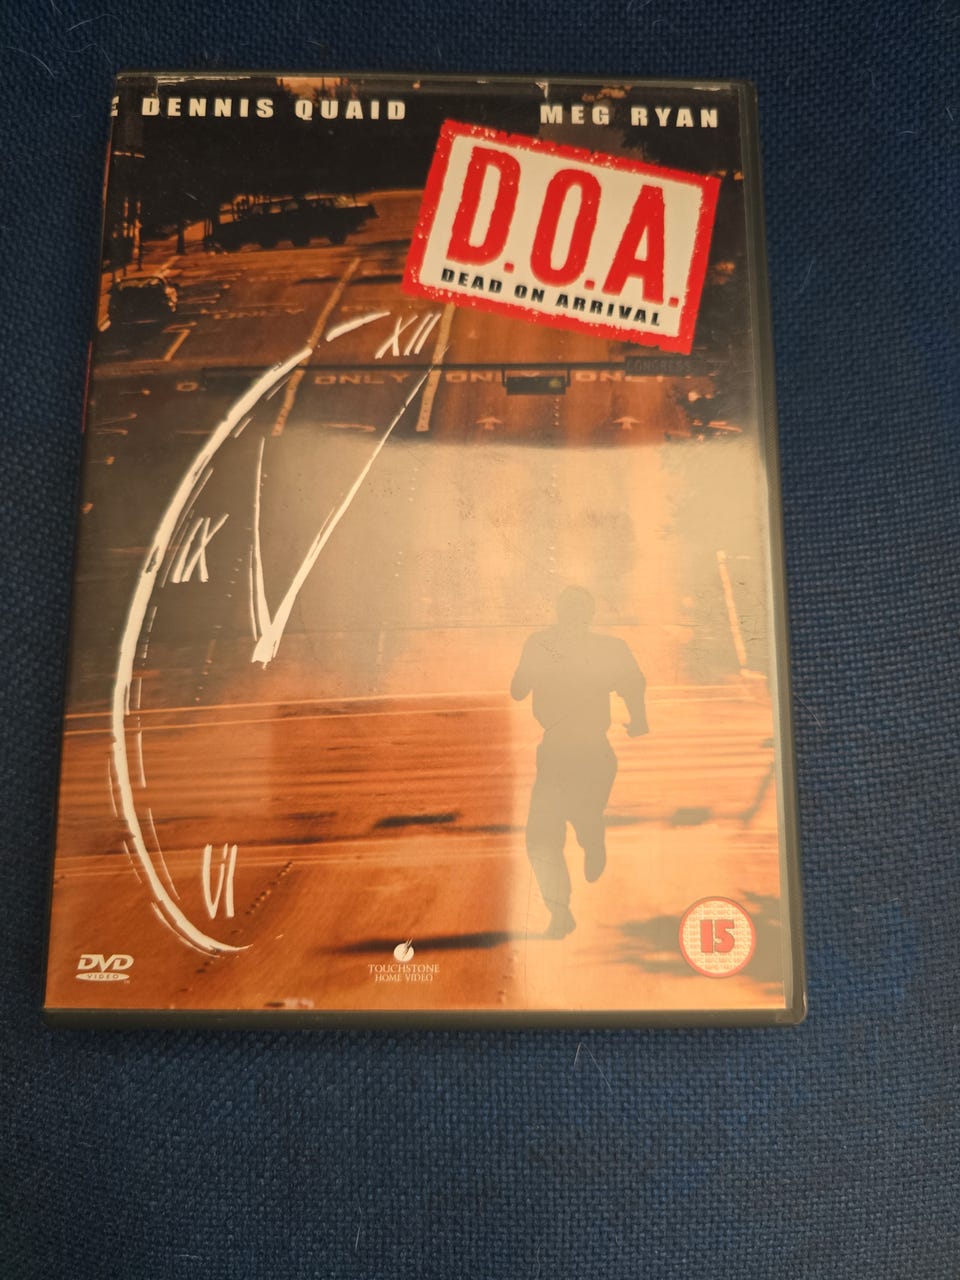 DENNIS QUAID
MEG RYAN
D.O.A.
DEAD ON ARRIVAL
XII
CONGRESS
ONLY
ONLY
IX
VI
15
DVD
VIDEO
TOUCHSTONE
HOME VIDEO